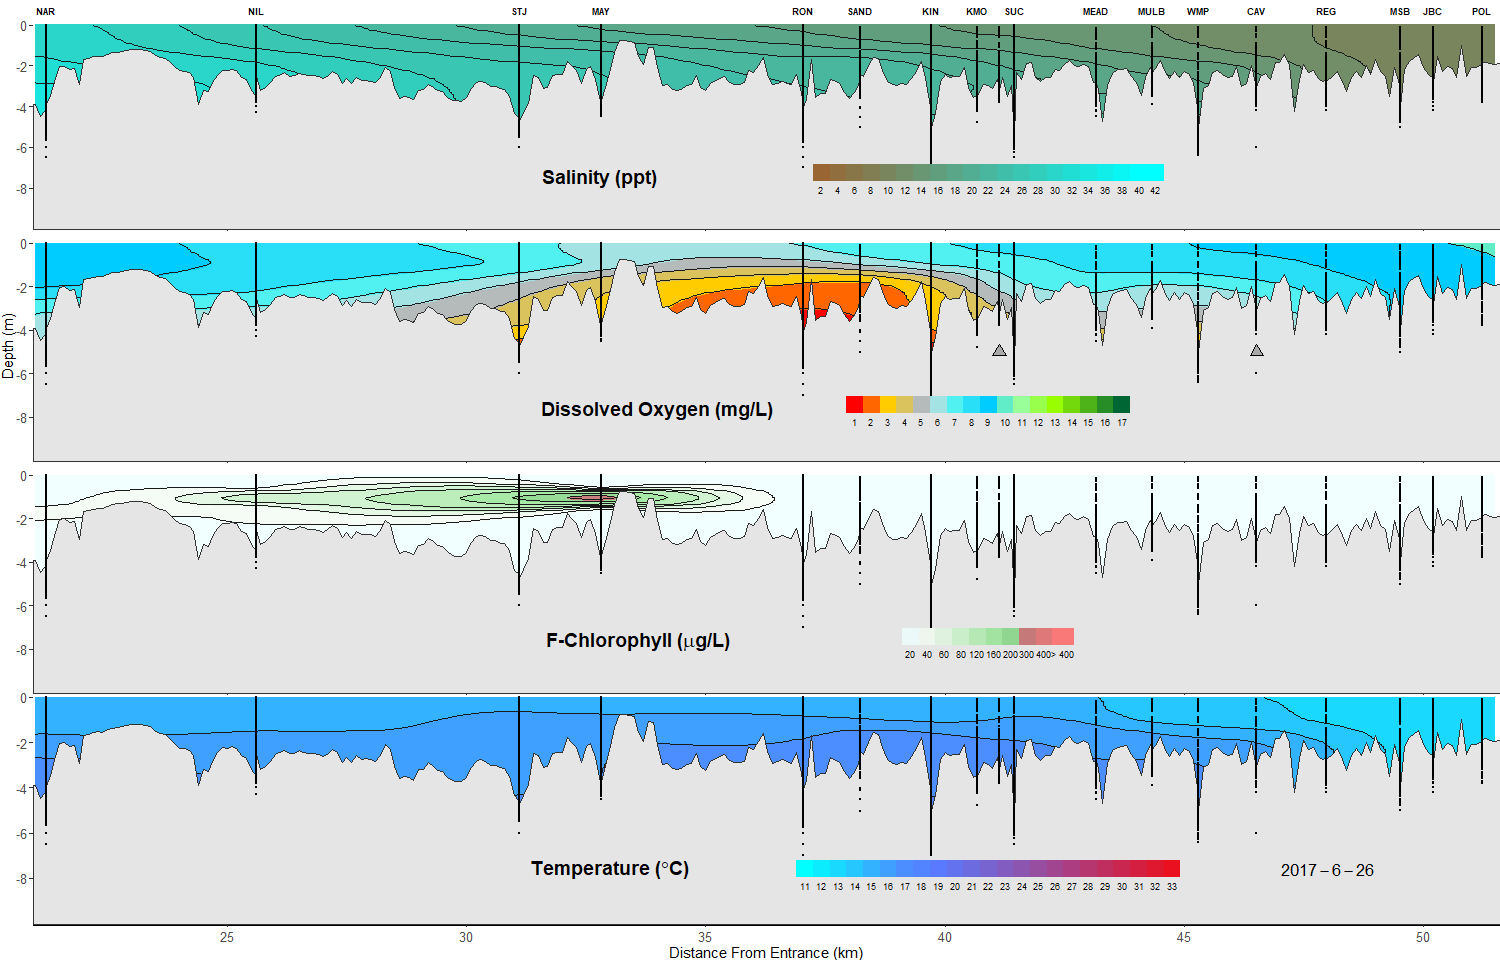 NAR NIL STJ MAY RON SAND KIN KMO SUC MEAD MULB WMP CAV REG MSB JBC POL
0
-2
-4
-6
-8
Salinity (ppt)
2 4 6 8 10 12 14 16 18 20 22 24 26 28 30 32 34 36 38 40 42
0
-2
-4
-6
-8
Depth (m)
Dissolved Oxygen (mg/L)
1 2 3 4 5 6 7 8 9 10 11 12 13 14 15 16 17
0
-2
-4
-6
-8
F-Chlorophyll (μg/L)
20 40 60 80 120 160 200 300 400> 400
0
-2
-4
-6
-8
Temperature (°C)
11 12 13 14 15 16 17 18 19 20 21 22 23 24 25 26 27 28 29 30 31 32 33
2017 – 6 – 26
25 30 35 40 45 50
Distance From Entrance (km)